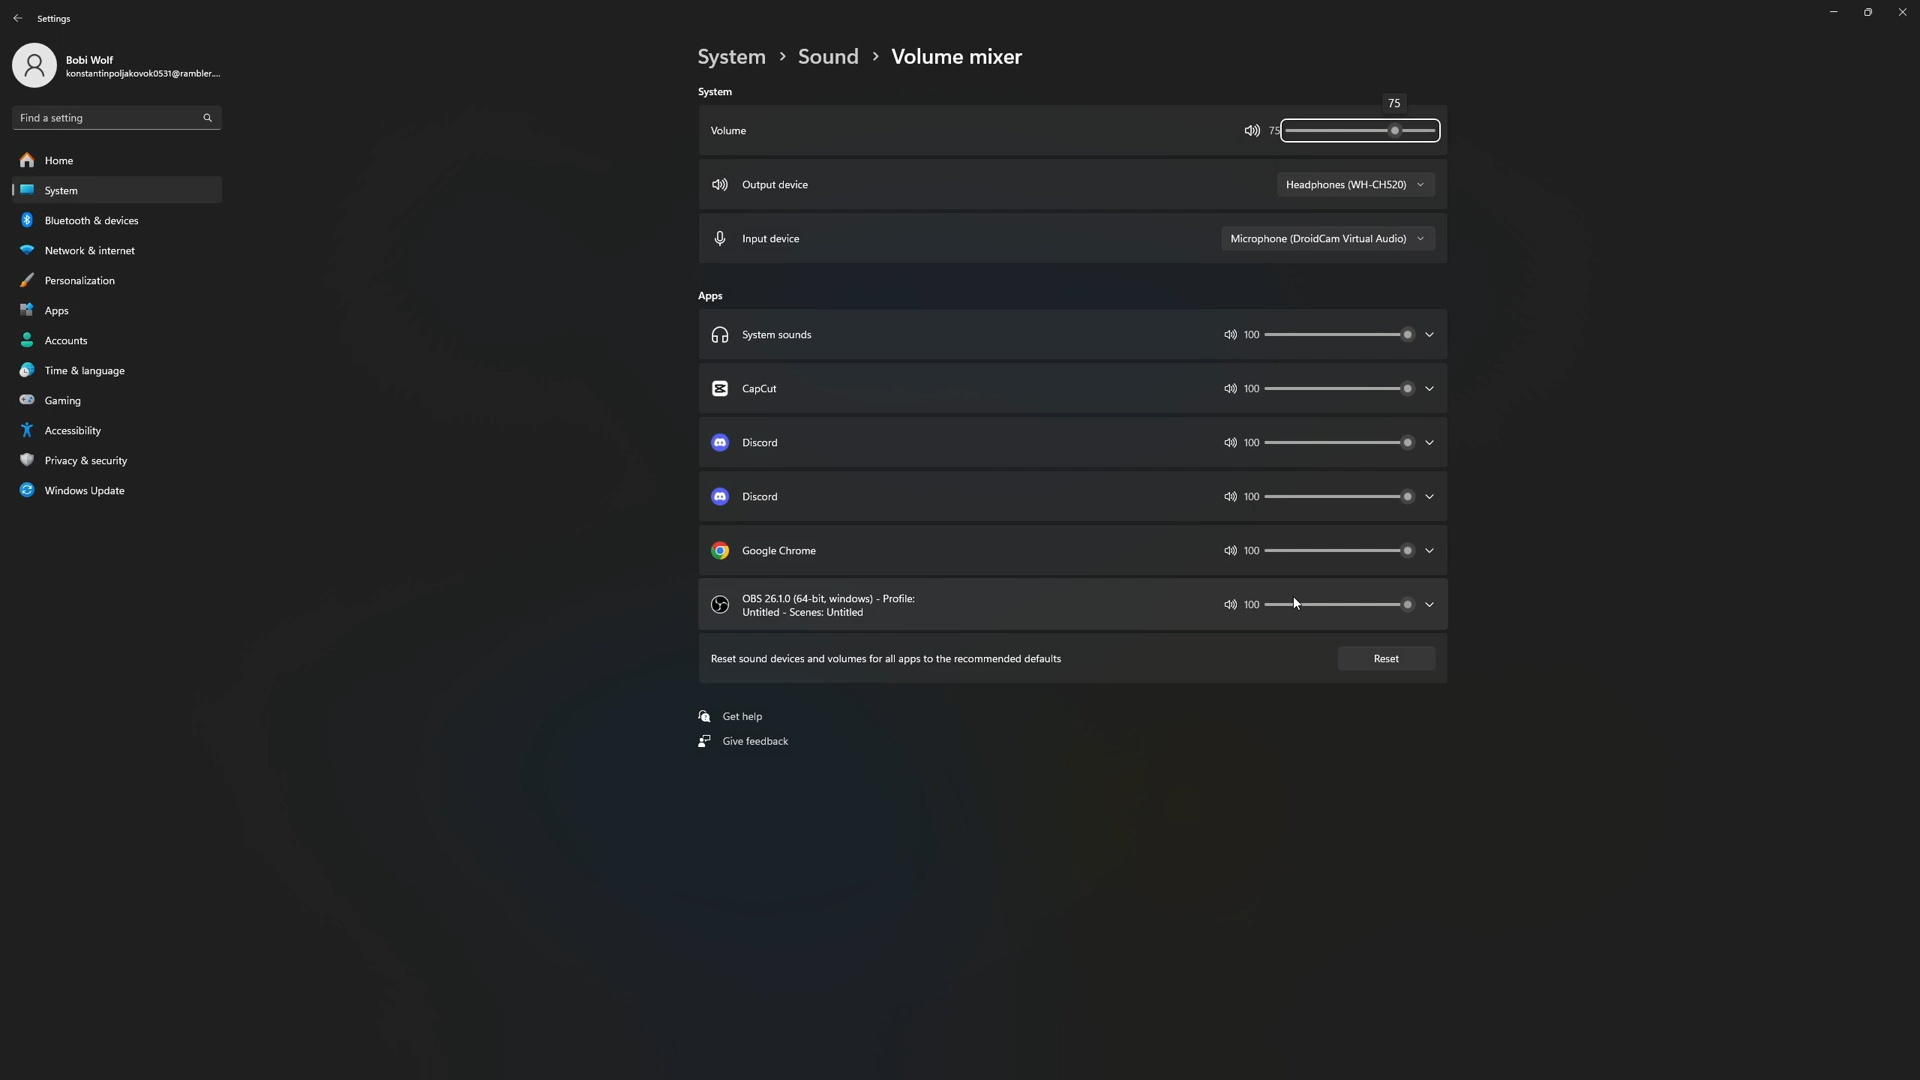 Settings
Bobi Wolf
konstantinpoljakovok0531@rambler....
Find a setting
Home
System
Bluetooth & devices
Network & internet
Personalization
Apps
Accounts
Time & language
Gaming
Accessibility
Privacy & security
Windows Update
System > Sound > Volume mixer
System
75
Volume 75
Output device Headphones (WH-CH520)
Input device Microphone (DroidCam Virtual Audio)
Apps
System sounds 100
CapCut 100
Discord 100
Discord 100
Google Chrome 100
OBS 26.1.0 (64-bit, windows) - Profile:
Untitled - Scenes: Untitled 100
Reset sound devices and volumes for all apps to the recommended defaults Reset
Get help
Give feedback